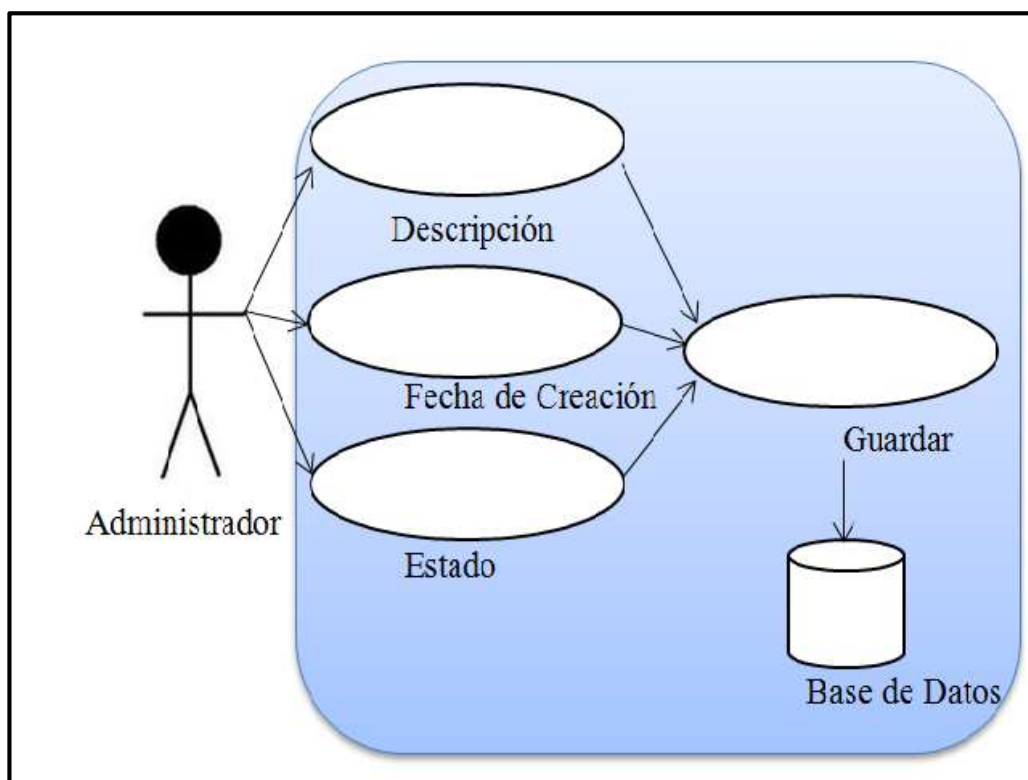 Descripción
Fecha de Creación
Guardar
Administrador
Estado
Base de Datos